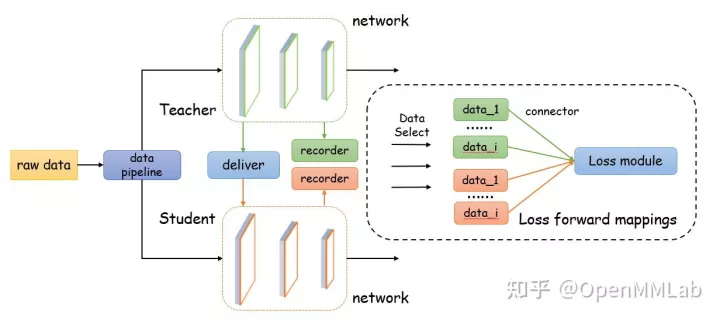 network
Teacher
raw data
data
pipeline
deliver
recorder
recorder
Student
network
Data
Select
data_1
......
data_i
data_1
......
data_i
connector
Loss module
Loss forward mappings
知乎 @OpenMMLab